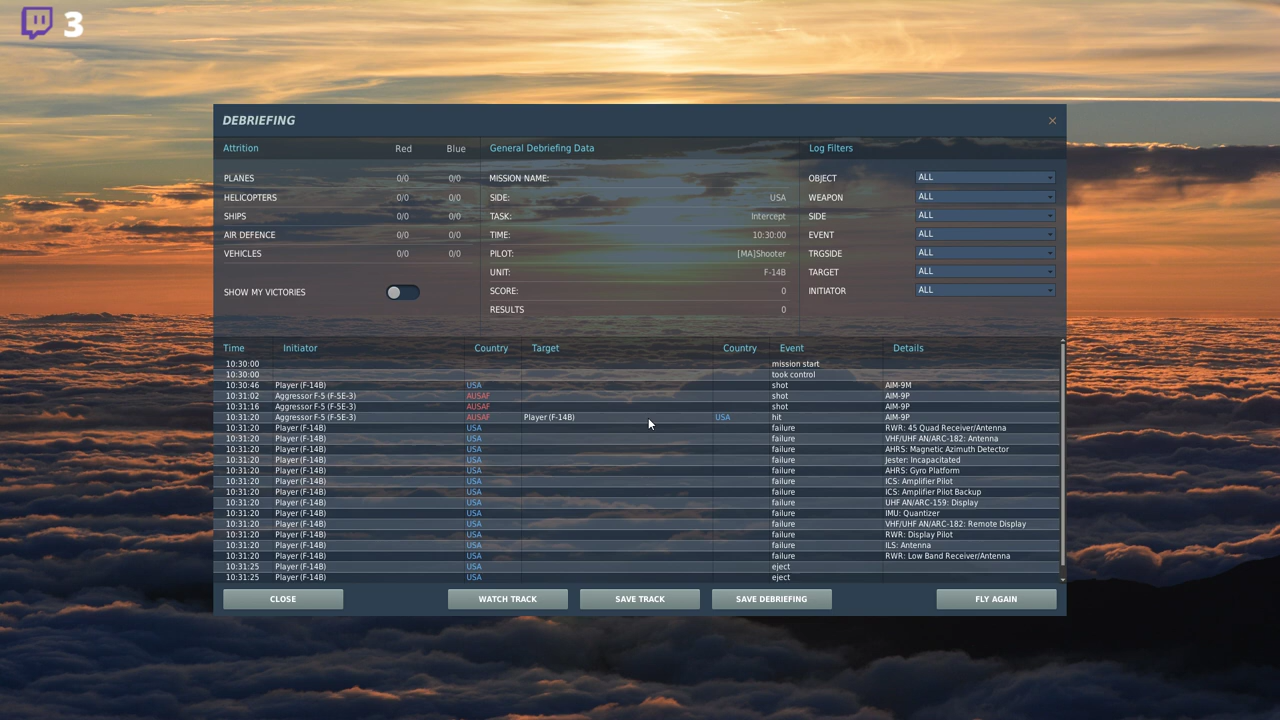 3
DEBRIEFING
Attrition Red Blue General Debriefing Data Log Filters
PLANES 0/0 0/0 MISSION NAME: OBJECT ALL
HELICOPTERS 0/0 0/0 SIDE: USA WEAPON ALL
SHIPS 0/0 0/0 TASK: Intercept SIDE ALL
AIR DEFENCE 0/0 0/0 TIME: 10:30:00 EVENT ALL
VEHICLES 0/0 0/0 PILOT: [MA]Shooter TRGSIDE ALL
UNIT: F-14B TARGET ALL
SHOW MY VICTORIES SCORE: 0 INITIATOR ALL
RESULTS 0
Time Initiator Country Target Country Event Details
10:30:00 mission start
10:30:00 took control
10:30:46 Player (F-14B) USA shot AIM-9M
10:31:02 Aggressor F-5 (F-5E-3) AUSAF shot AIM-9P
10:31:16 Aggressor F-5 (F-5E-3) AUSAF shot AIM-9P
10:31:20 Aggressor F-5 (F-5E-3) AUSAF Player (F-14B) USA hit AIM-9P
10:31:20 Player (F-14B) USA failure RWR: 45 Quad Receiver/Antenna
10:31:20 Player (F-14B) USA failure VHF/UHF AN/ARC-182: Antenna
10:31:20 Player (F-14B) USA failure AHRS: Magnetic Azimuth Detector
10:31:20 Player (F-14B) USA failure Jester: Incapacitated
10:31:20 Player (F-14B) USA failure AHRS: Gyro Platform
10:31:20 Player (F-14B) USA failure ICS: Amplifier Pilot
10:31:20 Player (F-14B) USA failure ICS: Amplifier Pilot Backup
10:31:20 Player (F-14B) USA failure UHF AN/ARC-159: Display
10:31:20 Player (F-14B) USA failure IMU: Quantizer
10:31:20 Player (F-14B) USA failure VHF/UHF AN/ARC-182: Remote Display
10:31:20 Player (F-14B) USA failure RWR: Display Pilot
10:31:20 Player (F-14B) USA failure ILS: Antenna
10:31:20 Player (F-14B) USA failure RWR: Low Band Receiver/Antenna
10:31:25 Player (F-14B) USA eject
10:31:25 Player (F-14B) USA eject
CLOSE WATCH TRACK SAVE TRACK SAVE DEBRIEFING FLY AGAIN